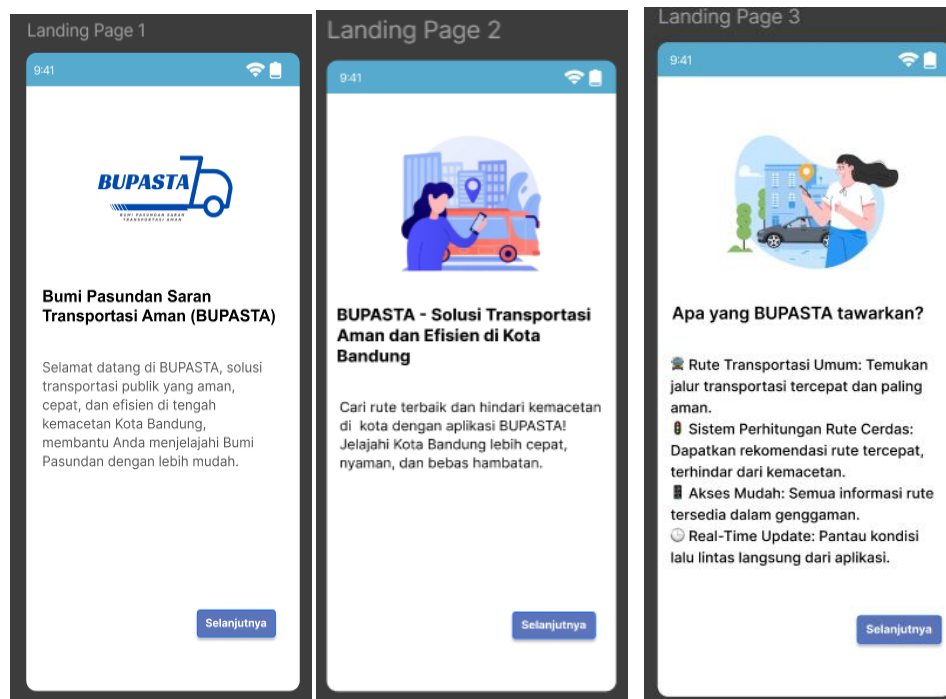 Landing Page 1
9:41
BUPASTA
BUMI PASUNDAN SARAN
TRANSPORTASI AMAN
Bumi Pasundan Saran
Transportasi Aman (BUPASTA)
Selamat datang di BUPASTA, solusi
transportasi publik yang aman,
cepat, dan efisien di tengah
kemacetan Kota Bandung,
membantu Anda menjelajahi Bumi
Pasundan dengan lebih mudah.
Selanjutnya
Landing Page 2
9:41
BUPASTA - Solusi Transportasi
Aman dan Efisien di Kota
Bandung
Cari rute terbaik dan hindari kemacetan
di kota dengan aplikasi BUPASTA!
Jelajahi Kota Bandung lebih cepat,
nyaman, dan bebas hambatan.
Selanjutnya
Landing Page 3
9:41
Apa yang BUPASTA tawarkan?
🚖 Rute Transportasi Umum: Temukan
jalur transportasi tercepat dan paling
aman.
🚦 Sistem Perhitungan Rute Cerdas:
Dapatkan rekomendasi rute tercepat,
terhindar dari kemacetan.
📱 Akses Mudah: Semua informasi rute
tersedia dalam genggaman.
🕒 Real-Time Update: Pantau kondisi
lalu lintas langsung dari aplikasi.
Selanjutnya